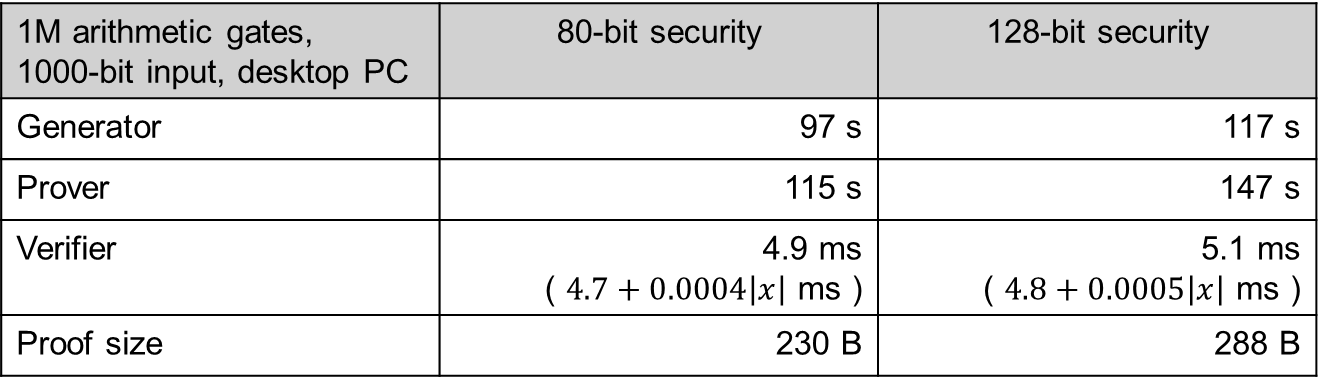 1M arithmetic gates,
1000-bit input, desktop PC
80-bit security
128-bit security
Generator
97 s
117 s
Prover
115 s
147 s
Verifier
4.9 ms
( 4.7 + 0.0004|x| ms )
5.1 ms
( 4.8 + 0.0005|x| ms )
Proof size
230 B
288 B